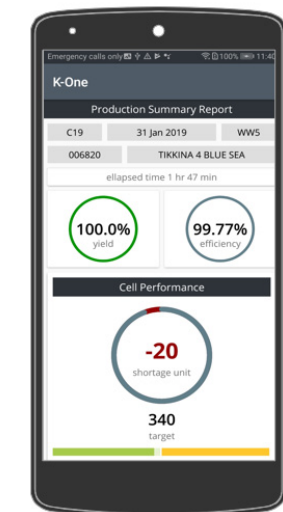 Emergency calls only 100% 11:40
K-One
Production Summary Report
C19 31 Jan 2019 WW5
006820 TIKKINA 4 BLUE SEA
ellapsed time 1 hr 47 min
100.0% 99.77%
yield efficiency
Cell Performance
-20
shortage unit
340
target